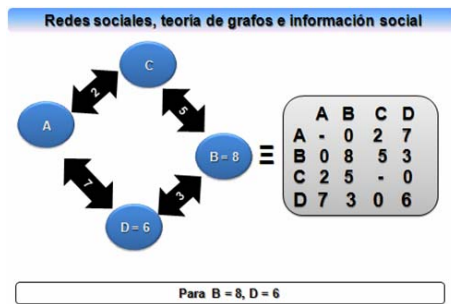 Redes sociales, teoria de grafos e información social
C
2
5
A
B = 8
7
3
D = 6
≡
A B C D
A - 0 2 7
B 0 8 5 3
C 2 5 - 0
D 7 3 0 6
Para B = 8, D = 6